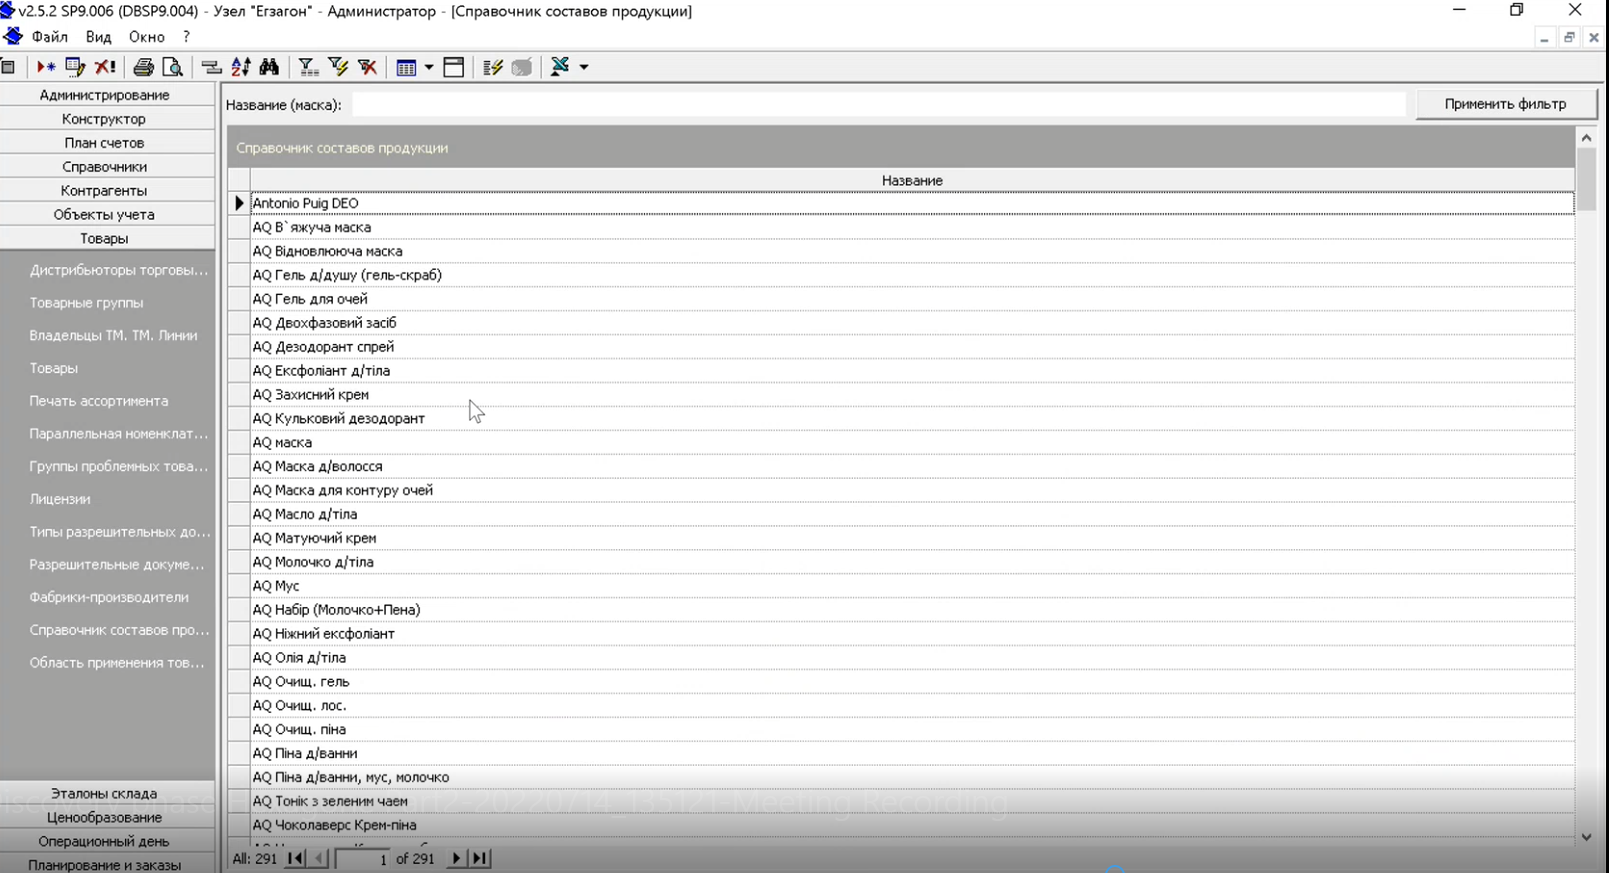 v2.5.2 SP9.006 (DBSP9.004) - Узел "Егзагон" - Администратор - [Справочник составов продукции]
Файл Вид Окно ?
Администрирование
Конструктор
План счетов
Справочники
Контрагенты
Объекты учета
Товары
Дистрибьюторы торговы...
Товарные группы
Владельцы ТМ. ТМ. Линии
Товары
Печать ассортимента
Параллельная номенклат...
Группы проблемных това...
Лицензии
Типы разрешительных до...
Разрешительные докуме...
Фабрики-производители
Справочник составов про...
Область применения тов...
Эталоны склада
Ценообразование
Операционный день
Планирование и заказы
Название (маска):
Применить фильтр
Справочник составов продукции
Название
Antonio Puig DEO
AQ В`яжуча маска
AQ Відновлююча маска
AQ Гель д/душу (гель-скраб)
AQ Гель для очей
AQ Двохфазовий засіб
AQ Дезодорант спрей
AQ Ексфоліант д/тіла
AQ Захисний крем
AQ Кульковий дезодорант
AQ маска
AQ Маска д/волосся
AQ Маска для контуру очей
AQ Масло д/тіла
AQ Матуючий крем
AQ Молочко д/тіла
AQ Мус
AQ Набір (Молочко+Пена)
AQ Ніжний ексфоліант
AQ Олія д/тіла
AQ Очищ. гель
AQ Очищ. лос.
AQ Очищ. піна
AQ Піна д/ванни
AQ Піна д/ванни, мус, молочко
AQ Тонік з зеленим чаем
AQ Чоколаверс Крем-піна
All: 291 1 of 291
-Meeting Recording